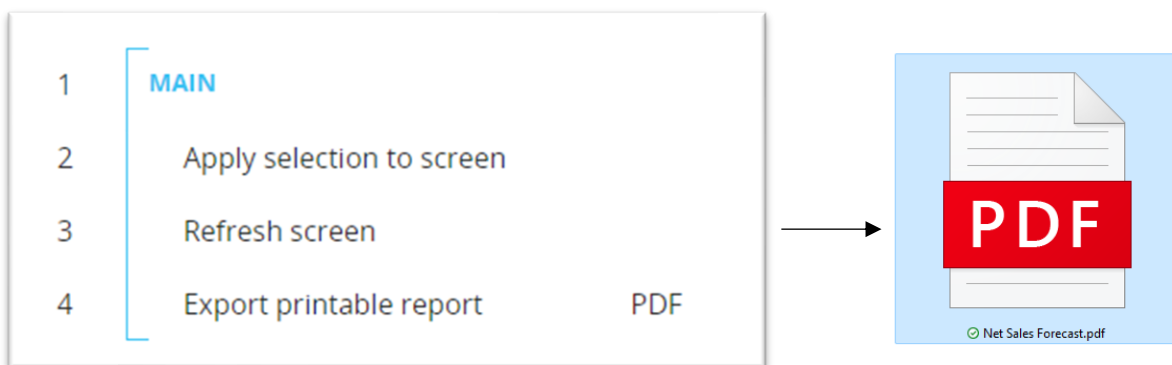 1 MAIN
2 Apply selection to screen
3 Refresh screen
4 Export printable report PDF
PDF
Net Sales Forecast.pdf